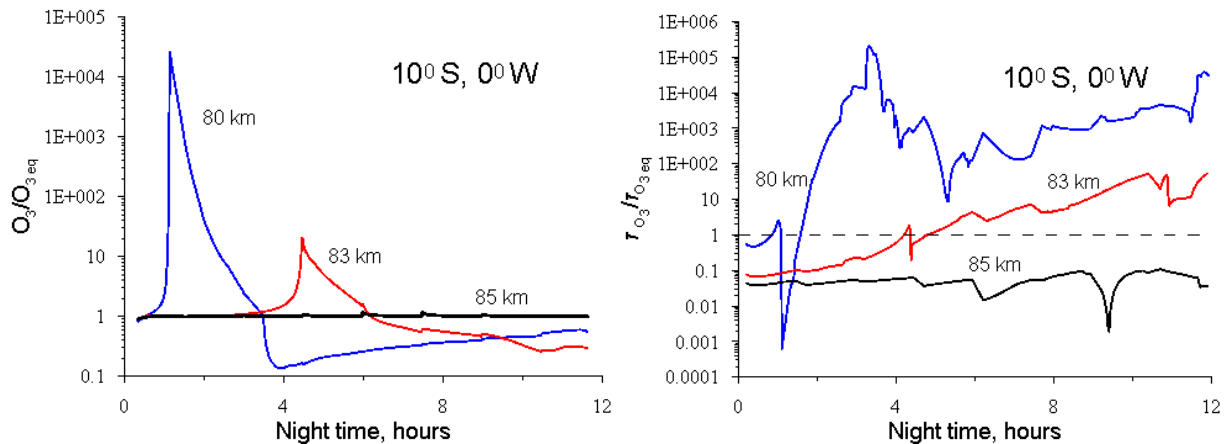 1E+005
1E+004
1E+003
1E+002
10
1
0.1
O3/O3 eq
10⁰ S, 0⁰ W
80 km
83 km
85 km
0
4
8
12
Night time, hours
1E+006
1E+005
1E+004
1E+003
1E+002
10
1
0.1
0.01
0.001
0.0001
τO3/τO3 eq
10⁰ S, 0⁰ W
80 km
83 km
85 km
0
4
8
12
Night time, hours